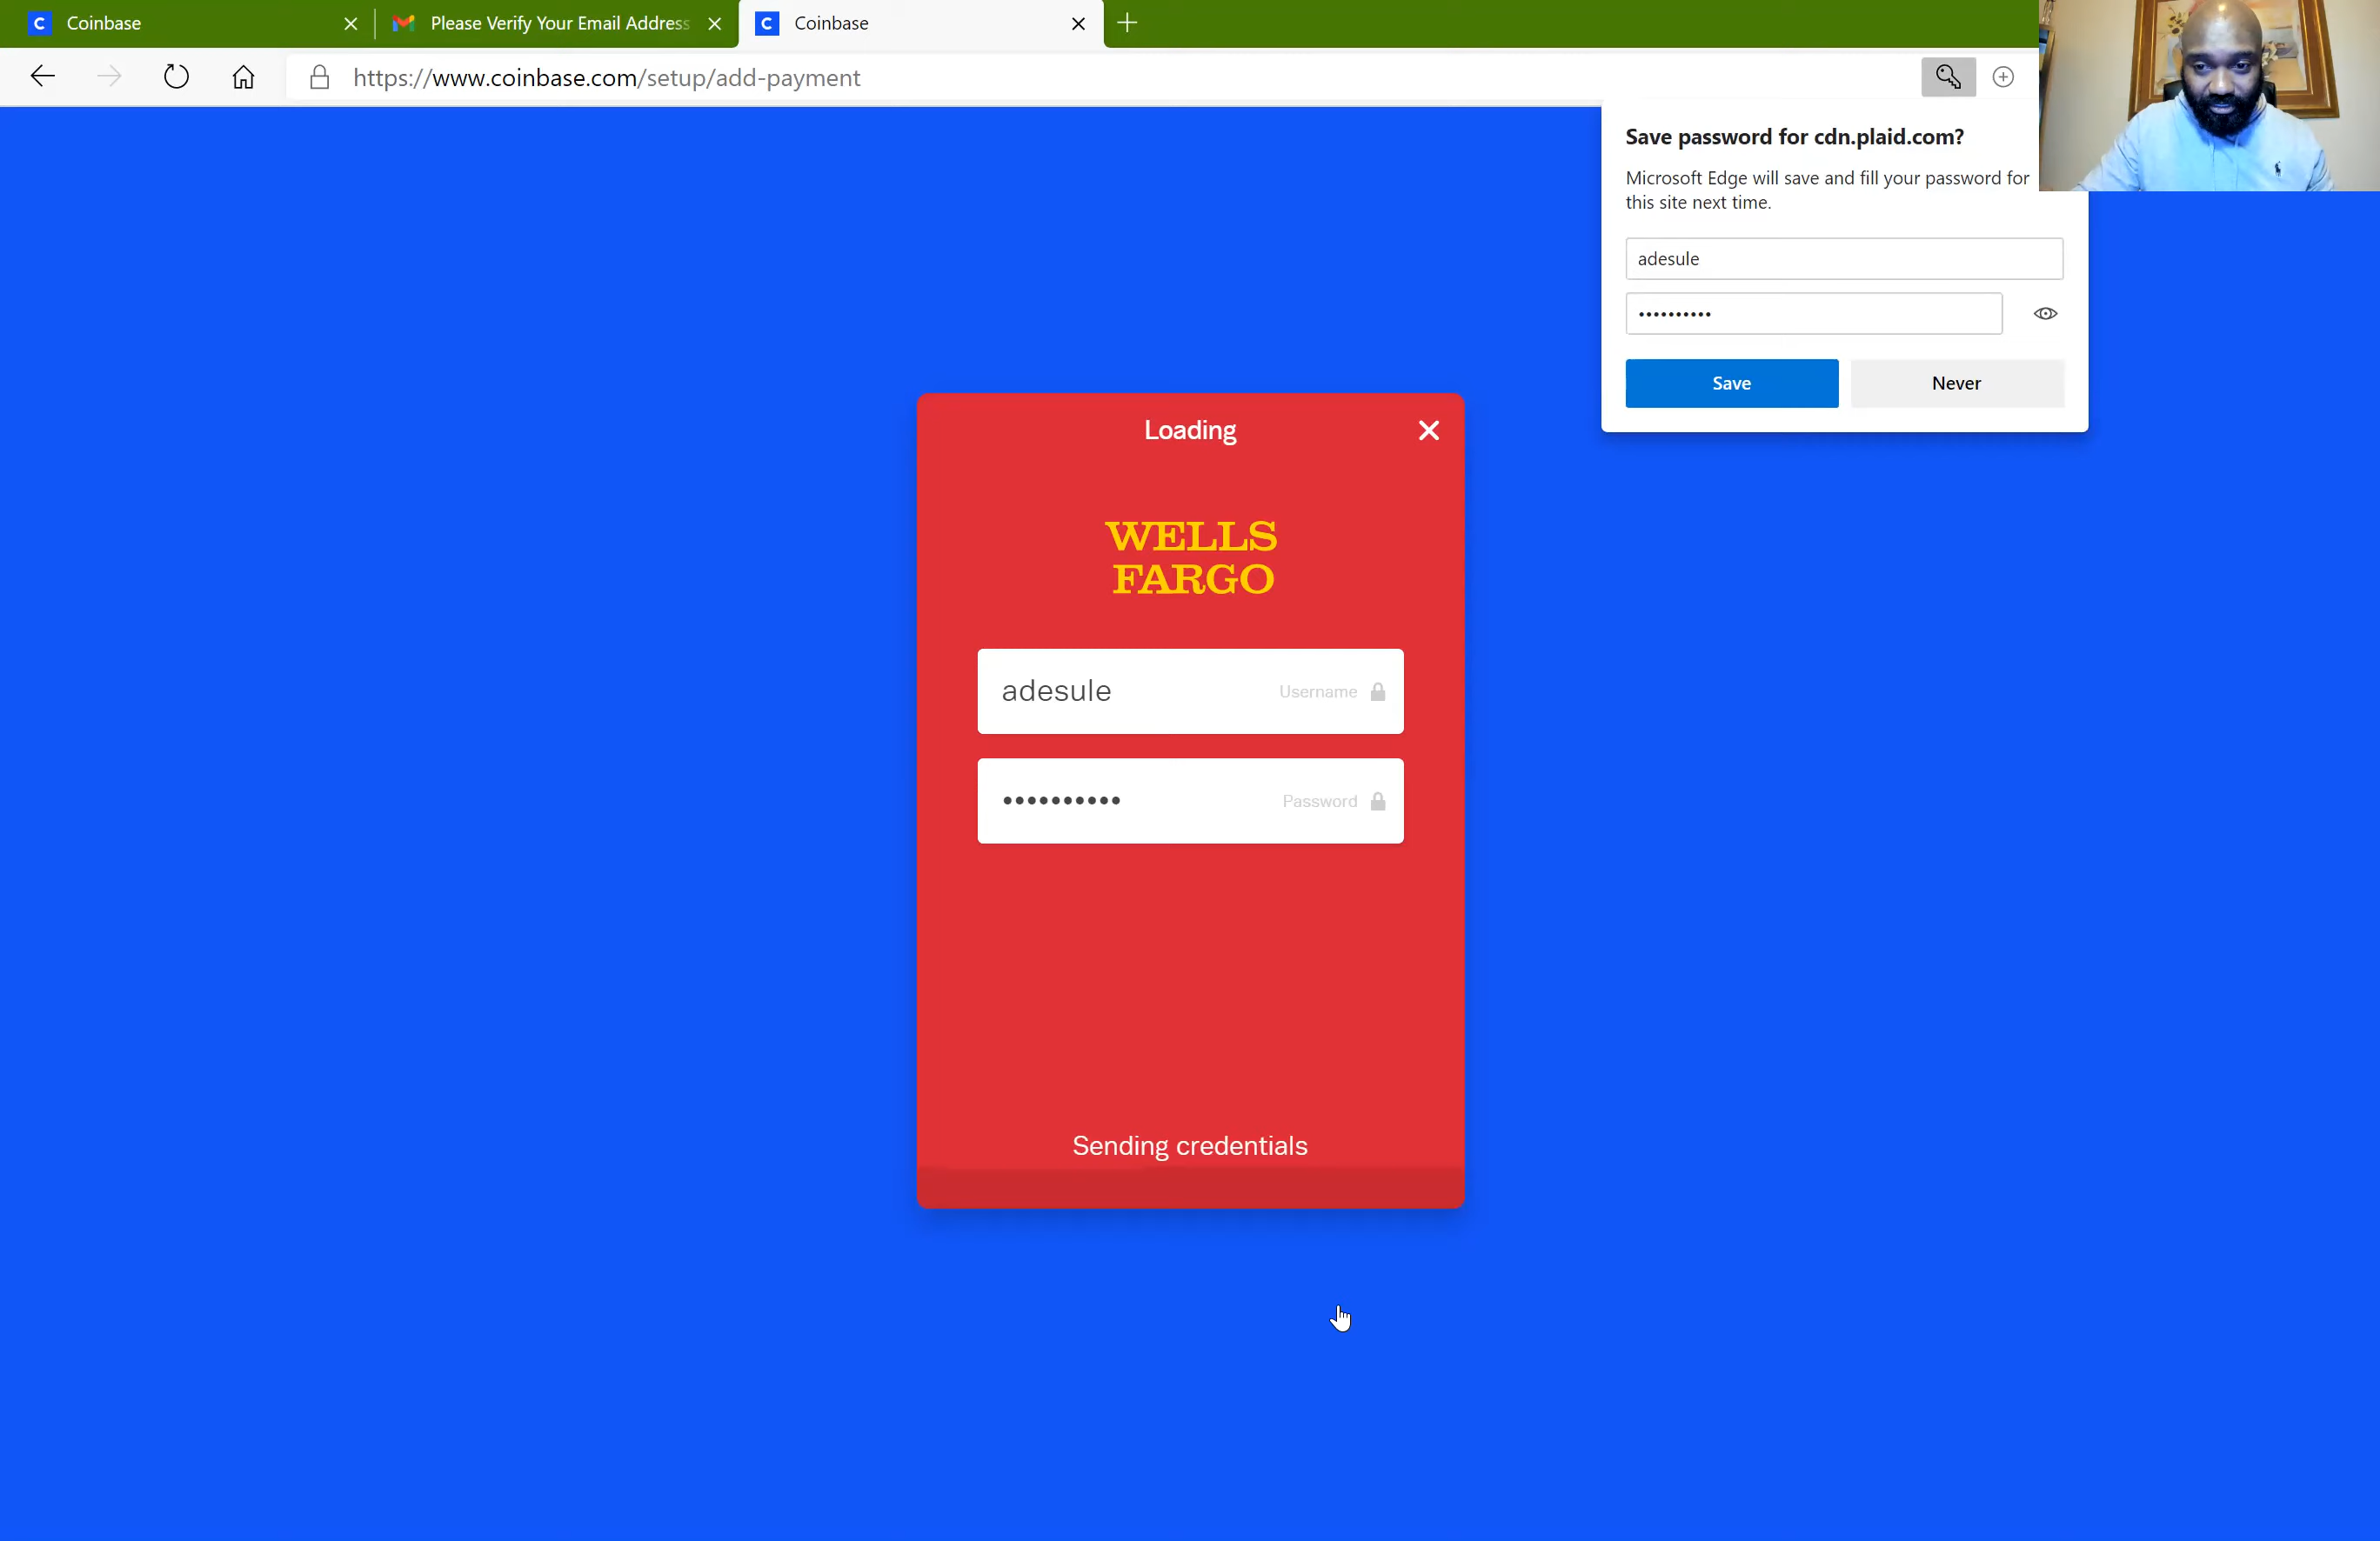 Coinbase
Please Verify Your Email Address
Coinbase
https://www.coinbase.com/setup/add-payment
Save password for cdn.plaid.com?
Microsoft Edge will save and fill your password for
this site next time.
adesule
••••••••••
Save
Never
Loading
WELLS
FARGO
adesule
Username
••••••••••
Password
Sending credentials